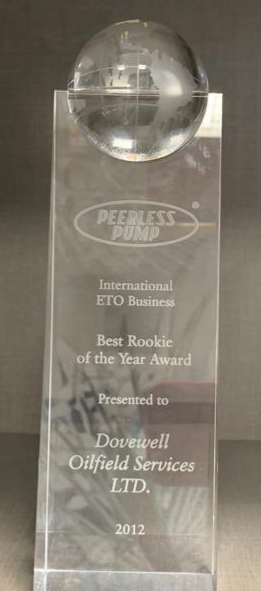 PEERLESS®
PUMP
International
ETO Business
Best Rookie
of the Year Award
Presented to
Dovewell
Oilfield Services
LTD.
2012